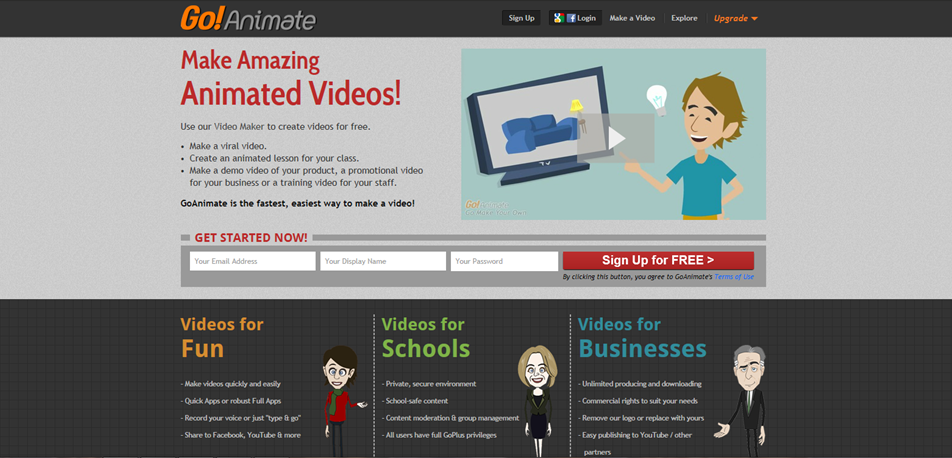 Go!Animate
Sign Up
Login
Make a Video
Explore
Upgrade
Make Amazing
Animated Videos!
Use our Video Maker to create videos for free.
• Make a viral video.
• Create an animated lesson for your class.
• Make a demo video of your product, a promotional video
for your business or a training video for your staff.
GoAnimate is the fastest, easiest way to make a video!
TV
Go!Animate
Go Make Your Own
GET STARTED NOW!
Your Email Address
Your Display Name
Your Password
Sign Up for FREE >
By clicking this button, you agree to GoAnimate's Terms of Use
Videos for
Fun
- Make videos quickly and easily
- Quick Apps or robust Full Apps
- Record your voice or just "type & go"
- Share to Facebook, YouTube & more
Videos for
Schools
- Private, secure environment
- School-safe content
- Content moderation & group management
- All users have full GoPlus privileges
Videos for
Businesses
- Unlimited producing and downloading
- Commercial rights to suit your needs
- Remove our logo or replace with yours
- Easy publishing to YouTube / other
partners